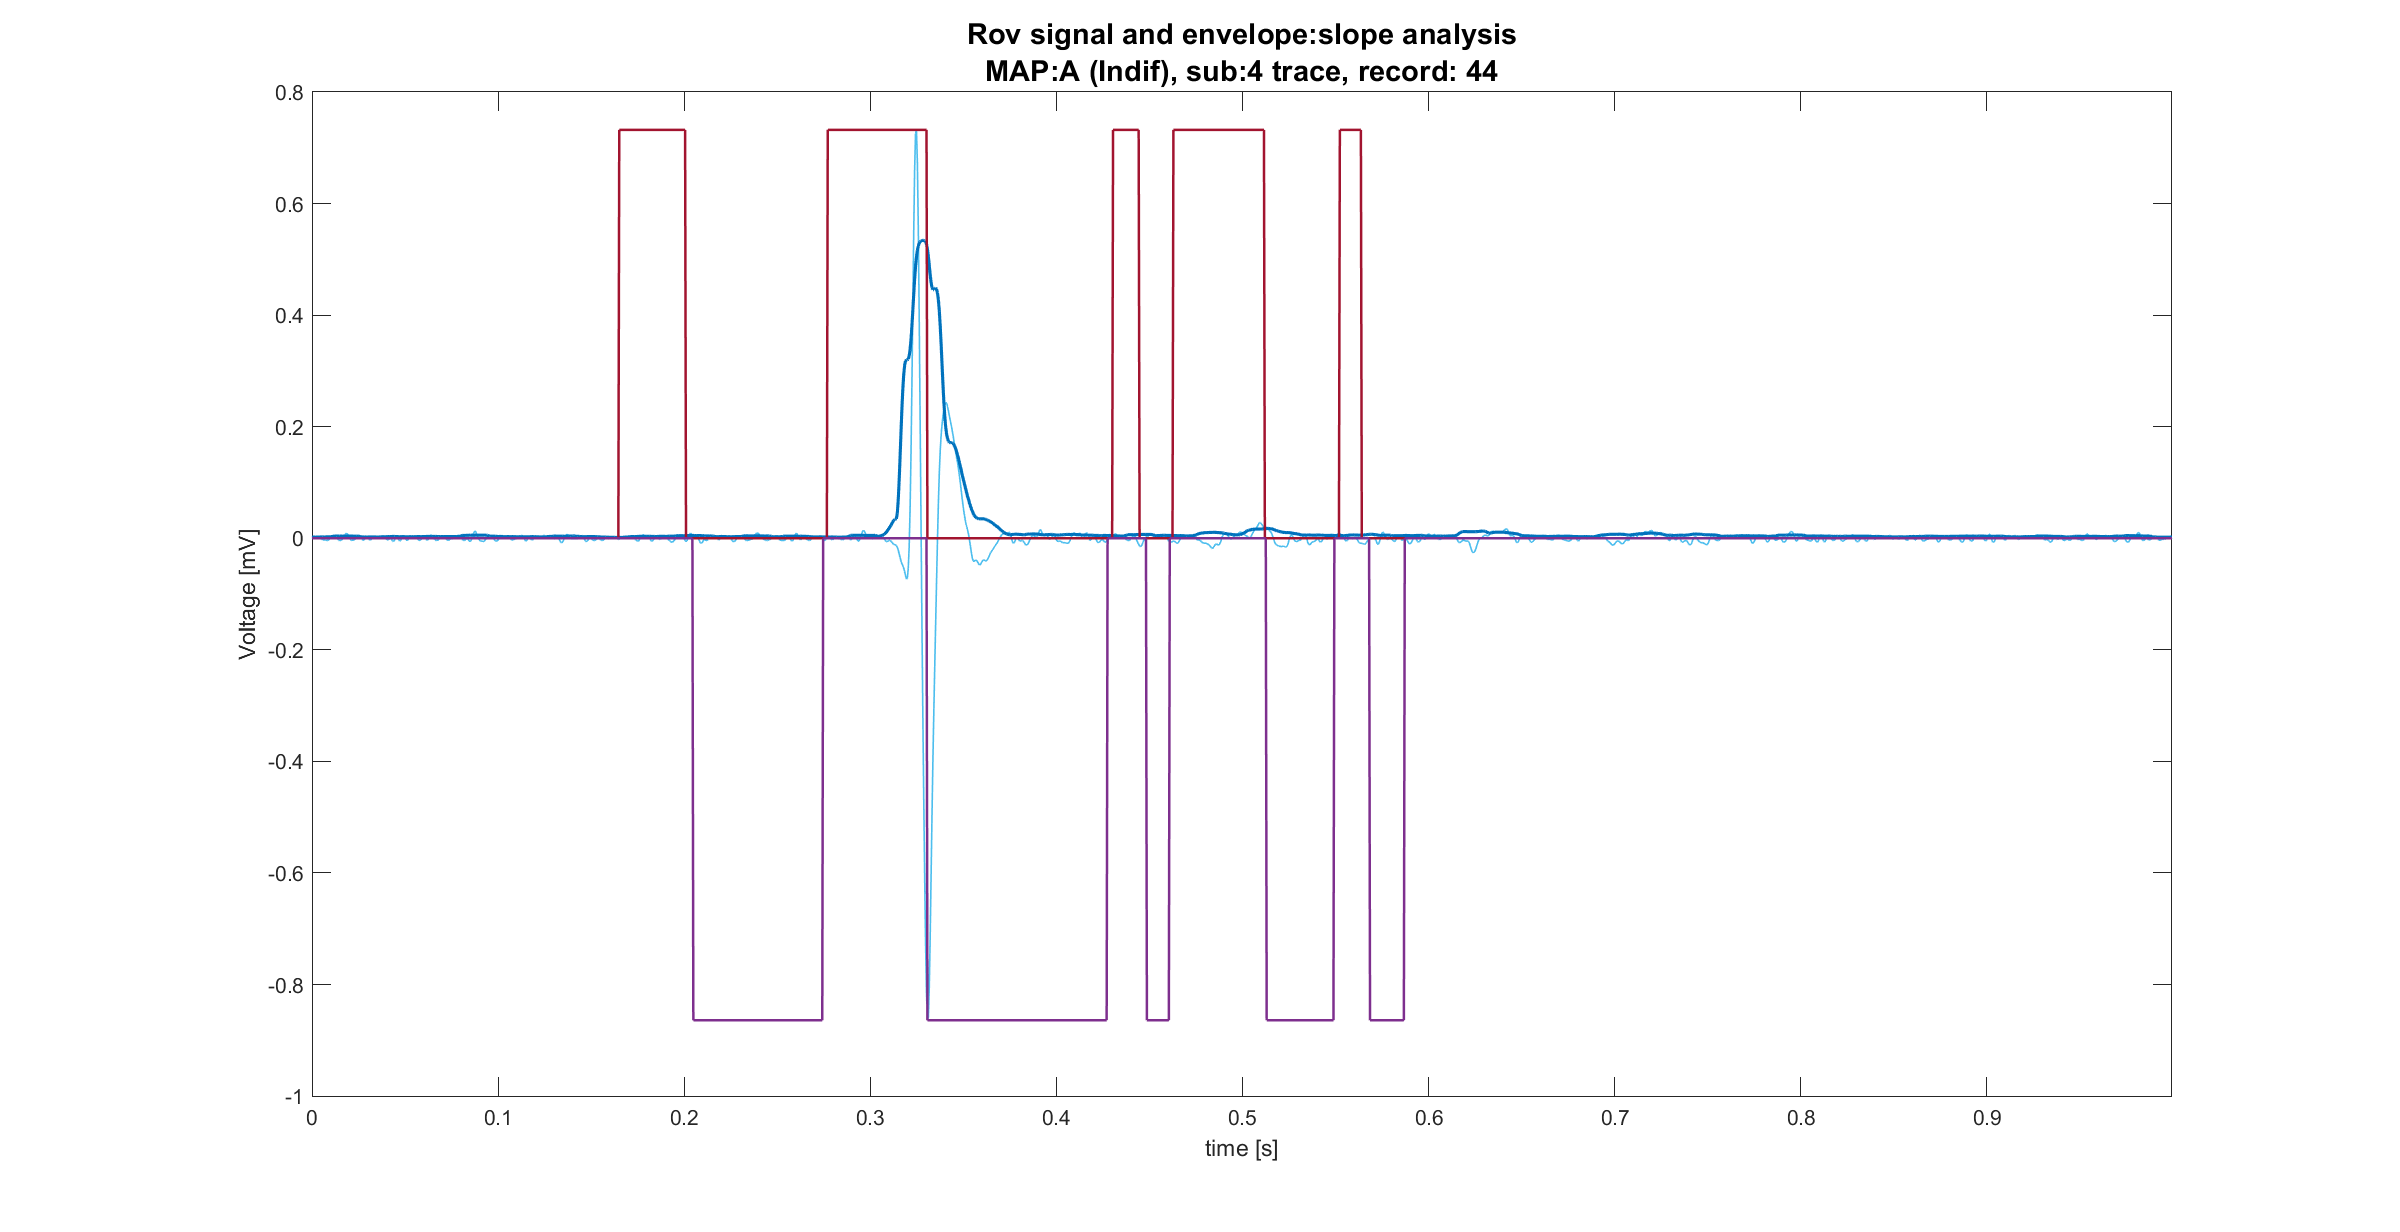 Rov signal and envelope:slope analysis
MAP:A (Indif), sub:4 trace, record: 44
0.8
0.6
0.4
0.2
0
-0.2
-0.4
-0.6
-0.8
-1
Voltage [mV]
0 0.1 0.2 0.3 0.4 0.5 0.6 0.7 0.8 0.9
time [s]